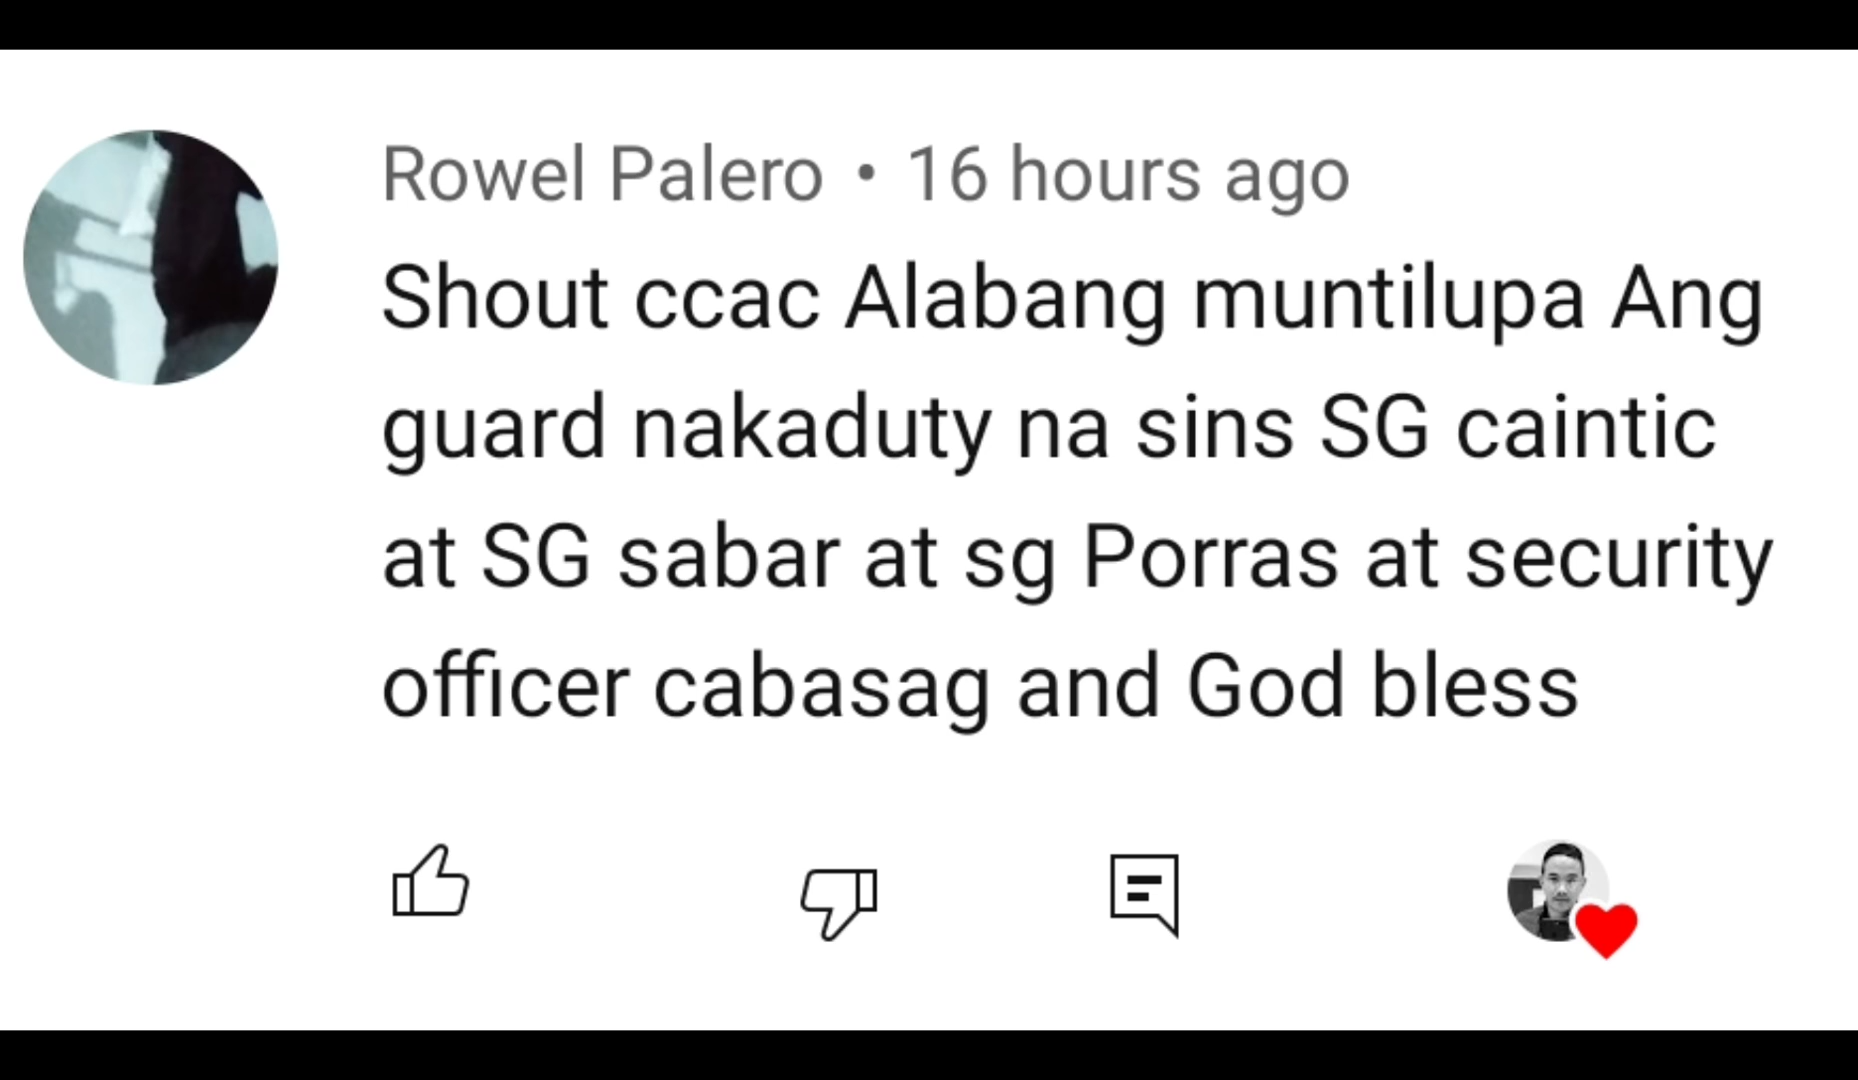 Rowel Palero • 16 hours ago
Shout ccac Alabang muntilupa Ang
guard nakaduty na sins SG caintic
at SG sabar at sg Porras at security
officer cabasag and God bless